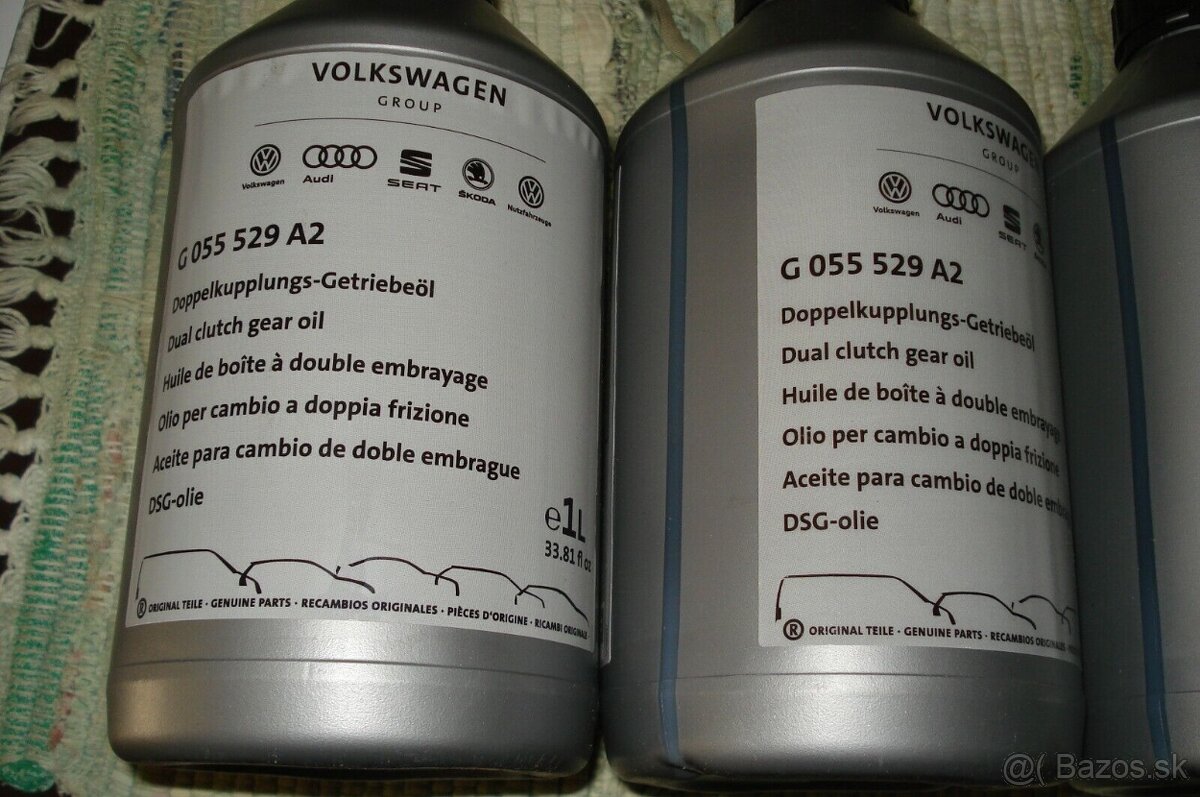 VOLKSWAGEN
GROUP
Volkswagen Audi SEAT ŠKODA Nutzfahrzeuge
G 055 529 A2
Doppelkupplungs-Getriebeöl
Dual clutch gear oil
Huile de boîte à double embrayage
Olio per cambio a doppia frizione
Aceite para cambio de doble embrague
DSG-olie
e1L
33.81 fl oz
® ORIGINAL TEILE · GENUINE PARTS · RECAMBIOS ORIGINALES · PIÈCES D'ORIGINE · RICAMBI ORIGINALI
VOLKSWAGEN
GROUP
Volkswagen Audi SEAT
G 055 529 A2
Doppelkupplungs-Getriebeöl
Dual clutch gear oil
Huile de boîte à double embrayage
Olio per cambio a doppia frizione
Aceite para cambio de doble
DSG-olie
® ORIGINAL TEILE · GENUINE PARTS · RECAMBIOS ORIGINALES
@( Bazos.sk